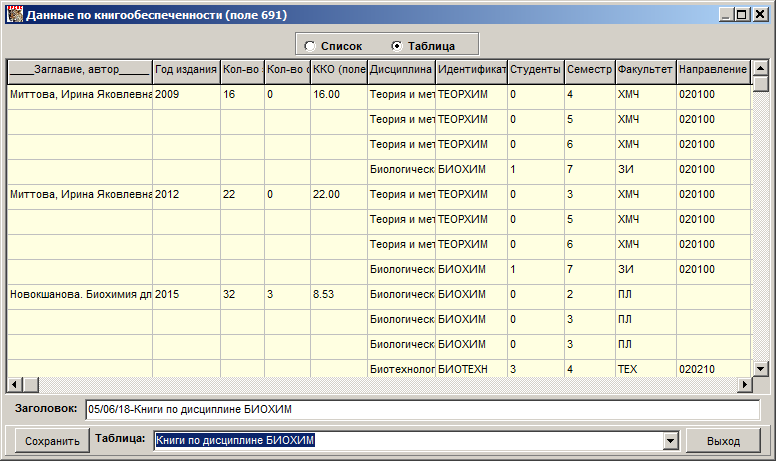 Данные по книгообеспеченности (поле 691)
Список Таблица
____Заглавие, автор____ Год издания Кол-во Кол-во ККО (поле Дисциплина Идентификат Студенты Семестр Факультет Направление
Миттова, Ирина Яковлевна 2009 16 0 16.00 Теория и мет ТЕОРХИМ 0 4 ХМЧ 020100
Теория и мет ТЕОРХИМ 0 5 ХМЧ 020100
Теория и мет ТЕОРХИМ 0 6 ХМЧ 020100
Биологическ БИОХИМ 1 7 ЗИ 020100
Миттова, Ирина Яковлевна 2012 22 0 22.00 Теория и мет ТЕОРХИМ 0 3 ХМЧ 020100
Теория и мет ТЕОРХИМ 0 5 ХМЧ 020100
Теория и мет ТЕОРХИМ 0 6 ХМЧ 020100
Биологическ БИОХИМ 1 7 ЗИ 020100
Новокшанова. Биохимия дл 2015 32 3 8.53 Биологическ БИОХИМ 0 2 ПЛ
Биологическ БИОХИМ 0 3 ПЛ
Биологическ БИОХИМ 0 3 ПЛ
Биотехнолог БИОТЕХН 3 4 ТЕХ 020210
Заголовок: 05/06/18-Книги по дисциплине БИОХИМ
Сохранить Таблица: Книги по дисциплине БИОХИМ Выход